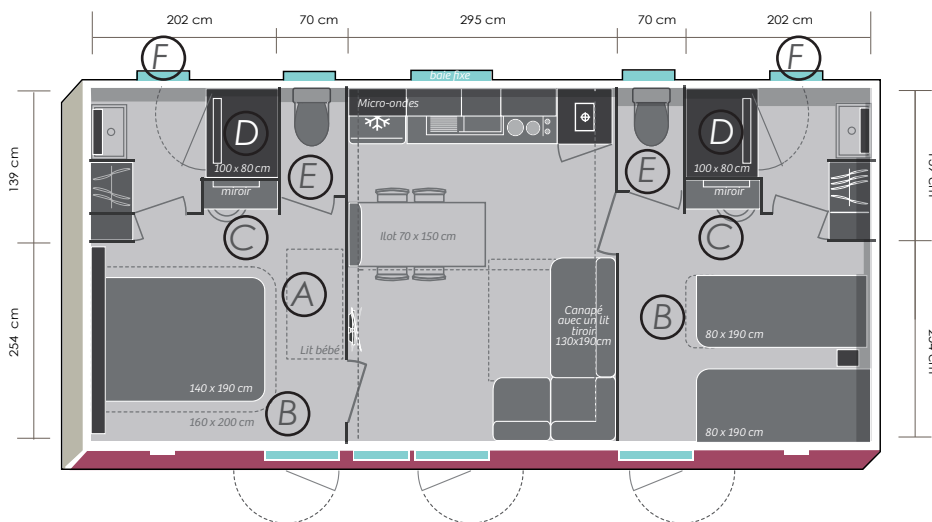 202 cm
70 cm
295 cm
70 cm
202 cm
F
F
baie fixe
Micro-ondes
D
D
139 cm
100 x 80 cm
E
E
100 x 80 cm
miroir
miroir
C
C
Ilot 70 x 150 cm
A
B
254 cm
Canapé
avec un lit
tiroir
130x190cm
80 x 190 cm
Lit bébé
140 x 190 cm
B
160 x 200 cm
80 x 190 cm